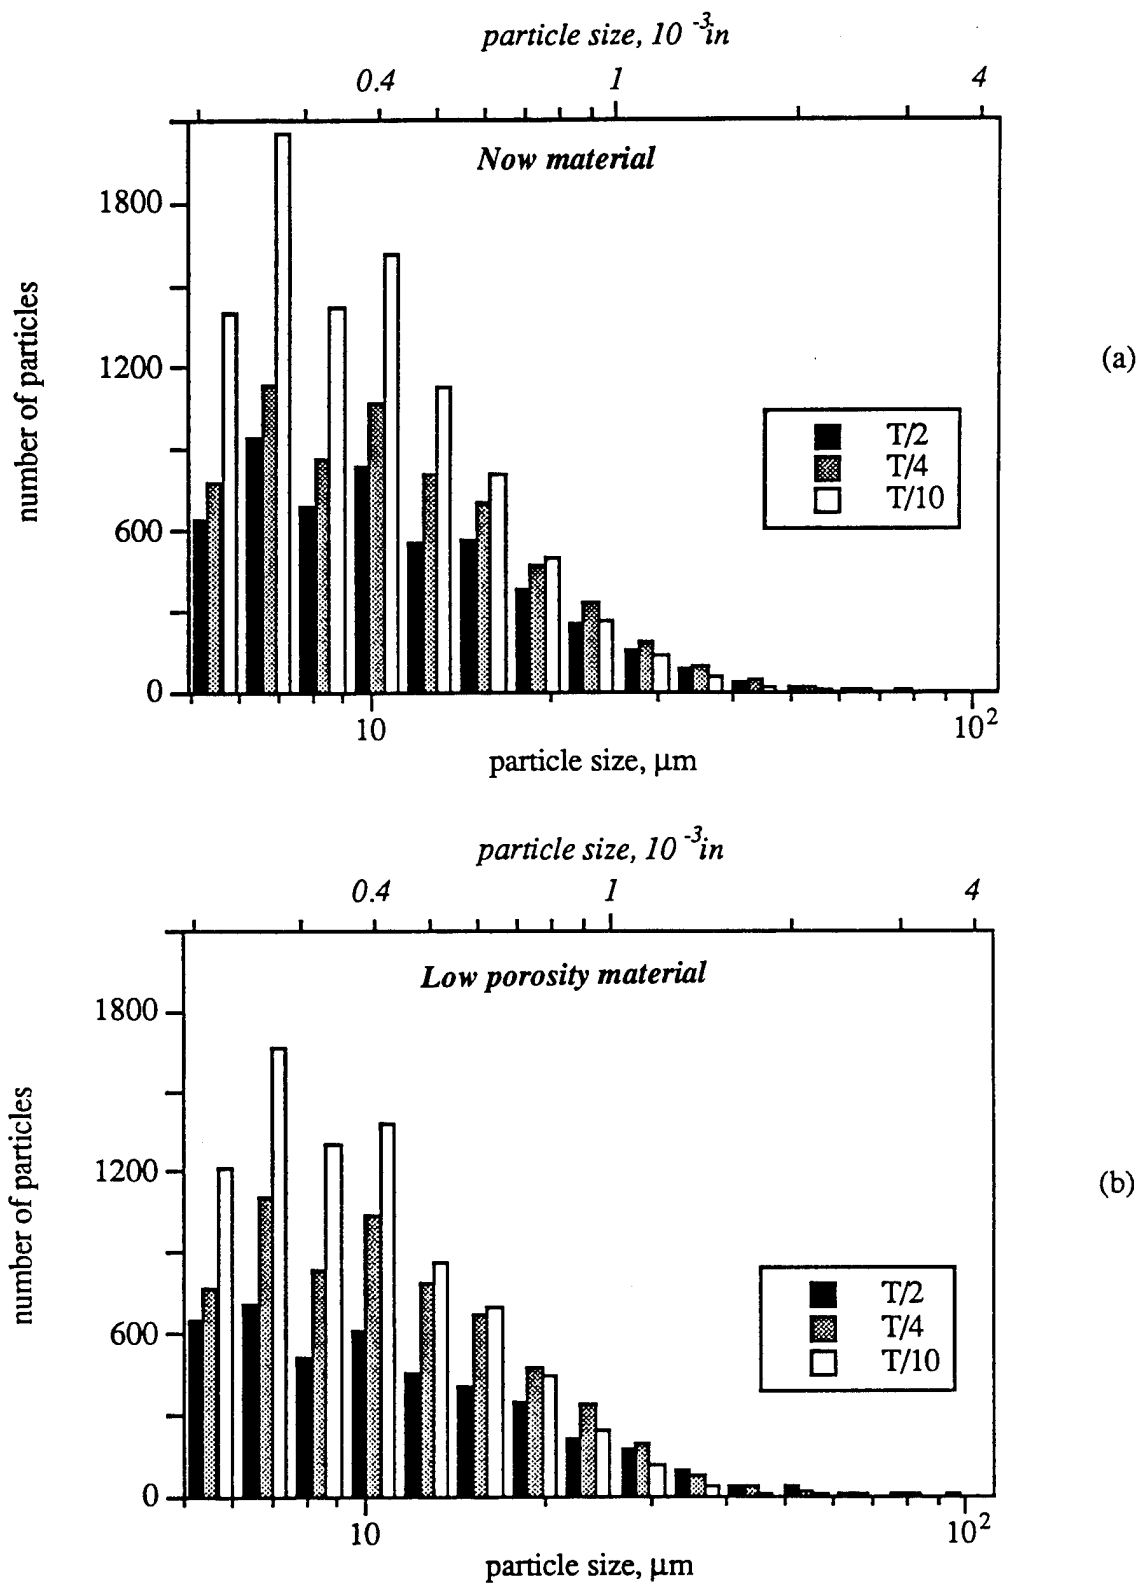 particle size, 10 -3in
0.4 1 4
Now material
1800
1200
600
0
number of particles
T/2
T/4
T/10
(a)
10 10²
particle size, μm
particle size, 10 -3in
0.4 1 4
Low porosity material
1800
1200
600
0
number of particles
T/2
T/4
T/10
(b)
10 10²
particle size, μm